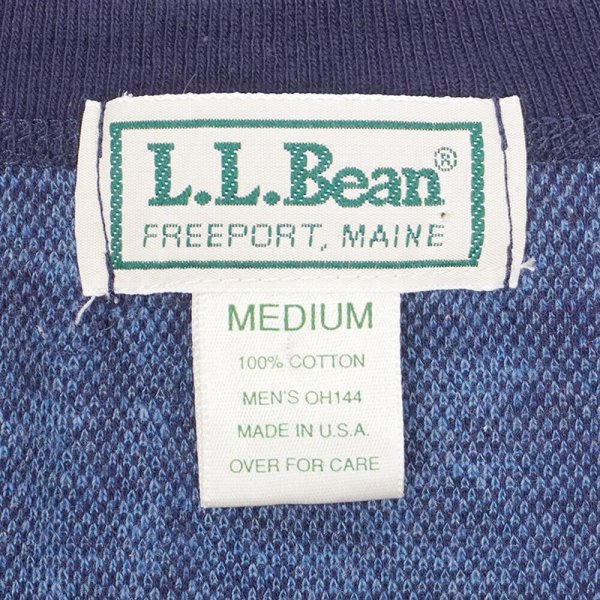 L.L.Bean®
FREEPORT, MAINE
MEDIUM
100% COTTON
MEN'S OH144
MADE IN U.S.A.
OVER FOR CARE